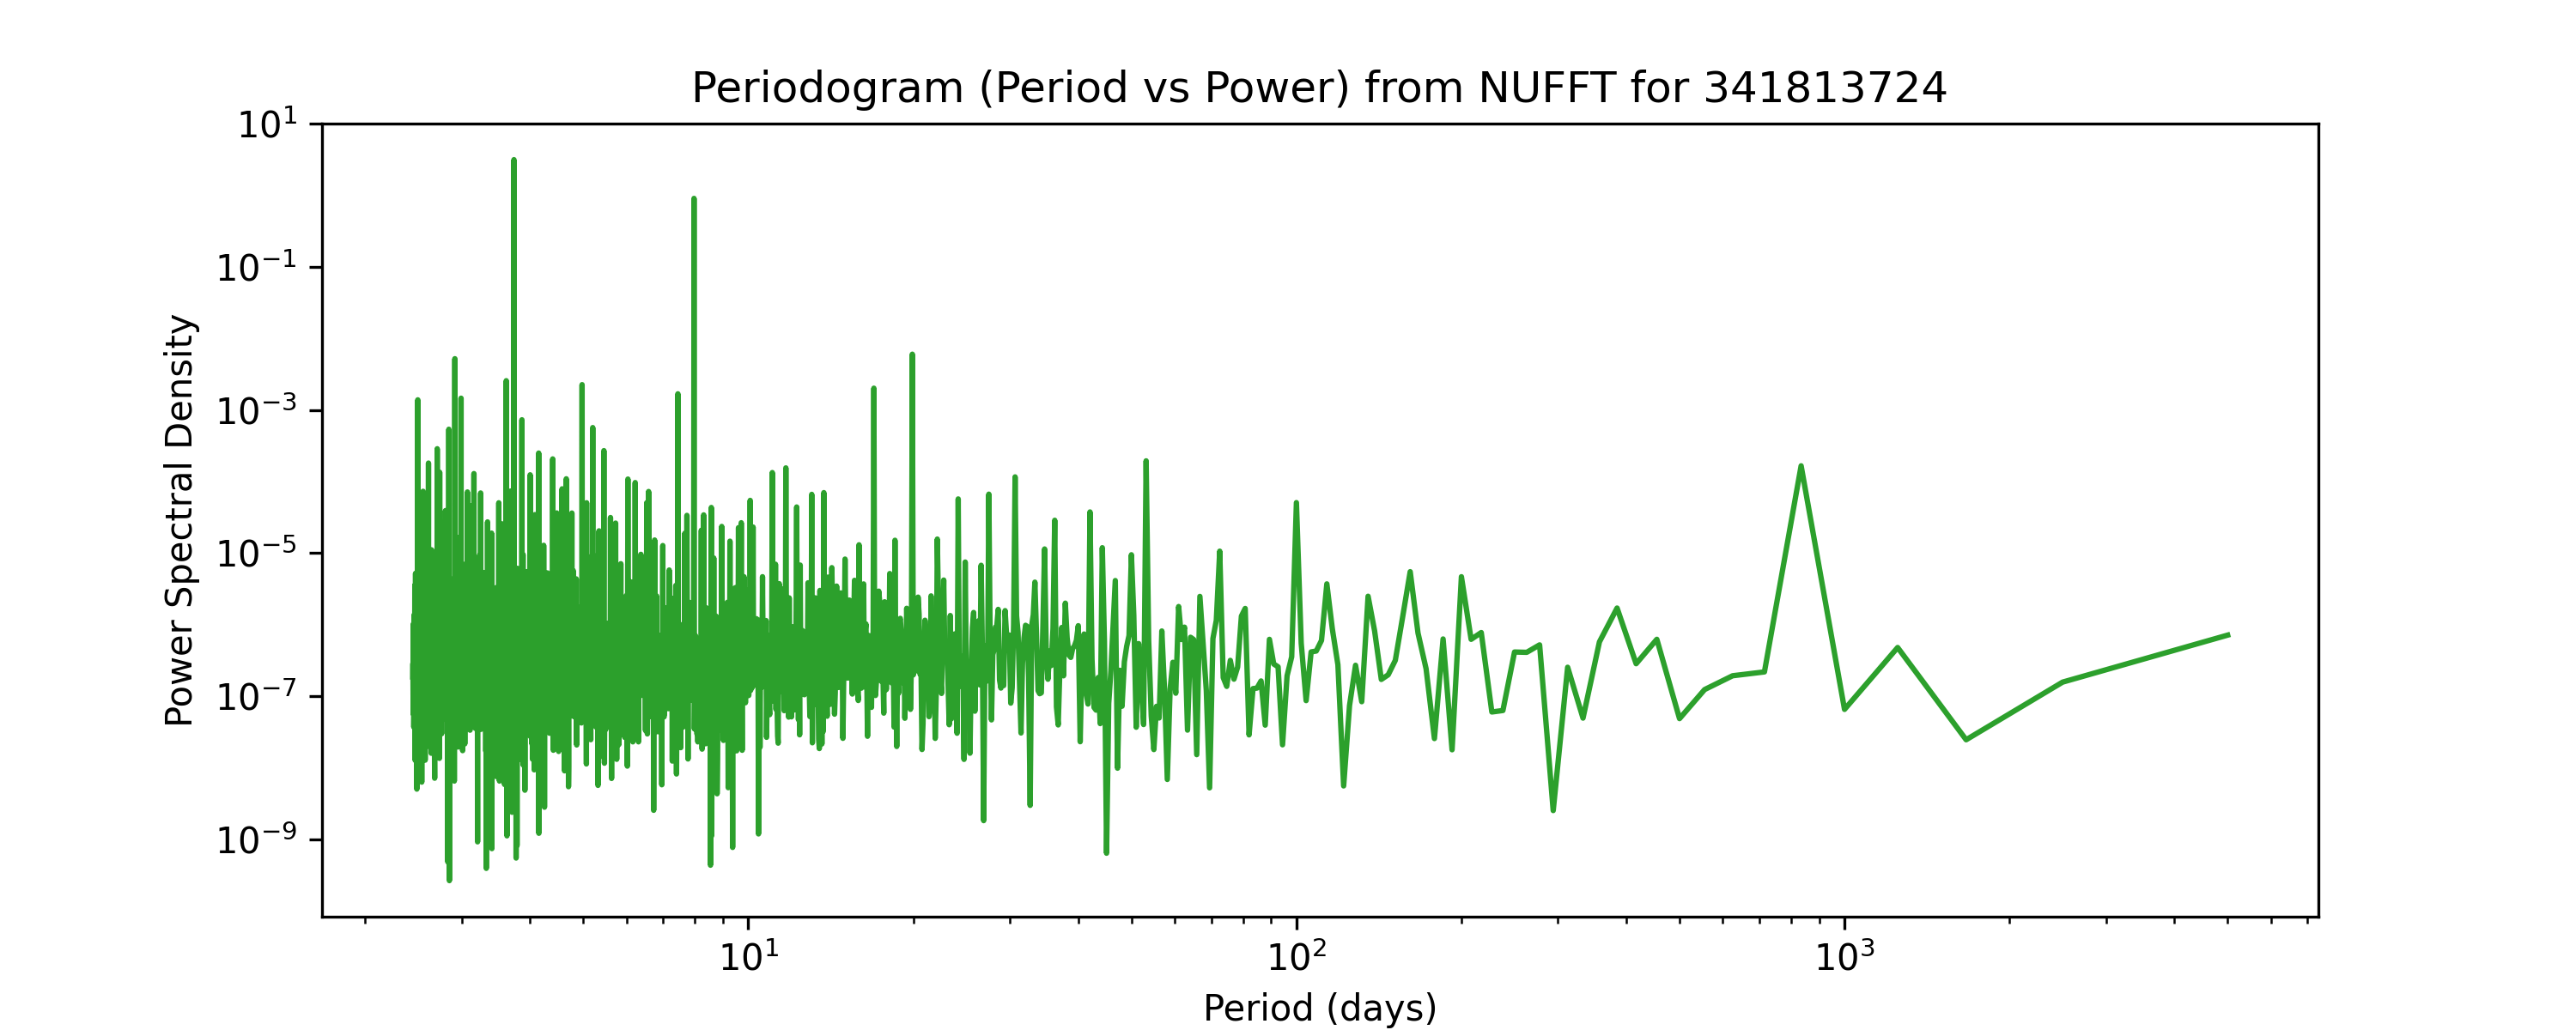 Periodogram (Period vs Power) from NUFFT for 341813724
Power Spectral Density
10¹
10⁻¹
10⁻³
10⁻⁵
10⁻⁷
10⁻⁹
10¹ 10² 10³
Period (days)